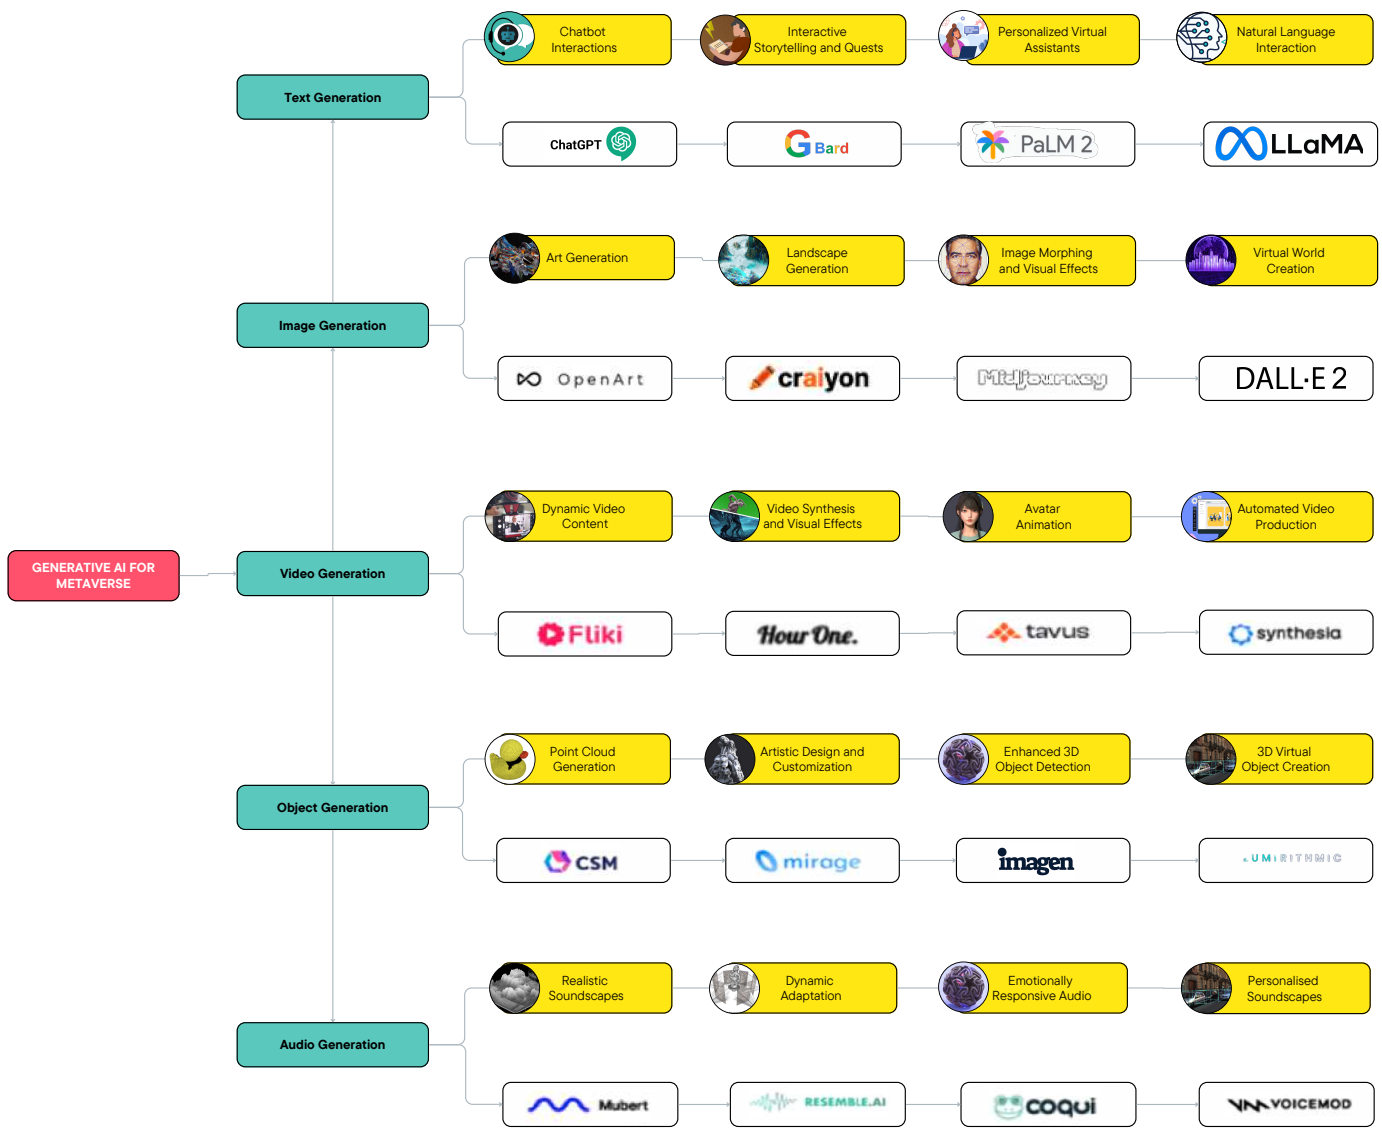 Chatbot
Interactions
Interactive
Storytelling and Quests
Personalized Virtual
Assistants
Natural Language
Interaction
Text Generation
ChatGPT
G Bard
PaLM 2
LLaMA
Art Generation
Landscape
Generation
Image Morphing
and Visual Effects
Virtual World
Creation
Image Generation
OpenArt
craiyon
Midjourney
DALL·E 2
Dynamic Video
Content
Video Synthesis
and Visual Effects
Avatar
Animation
Automated Video
Production
GENERATIVE AI FOR
METAVERSE
Video Generation
Fliki
Hour One.
tavus
synthesia
Point Cloud
Generation
Artistic Design and
Customization
Enhanced 3D
Object Detection
3D Virtual
Object Creation
Object Generation
CSM
mirage
imagen
LUMiRITHMIC
Realistic
Soundscapes
Dynamic
Adaptation
Emotionally
Responsive Audio
Personalised
Soundscapes
Audio Generation
Mubert
RESEMBLE.AI
coqui
VOICEMOD